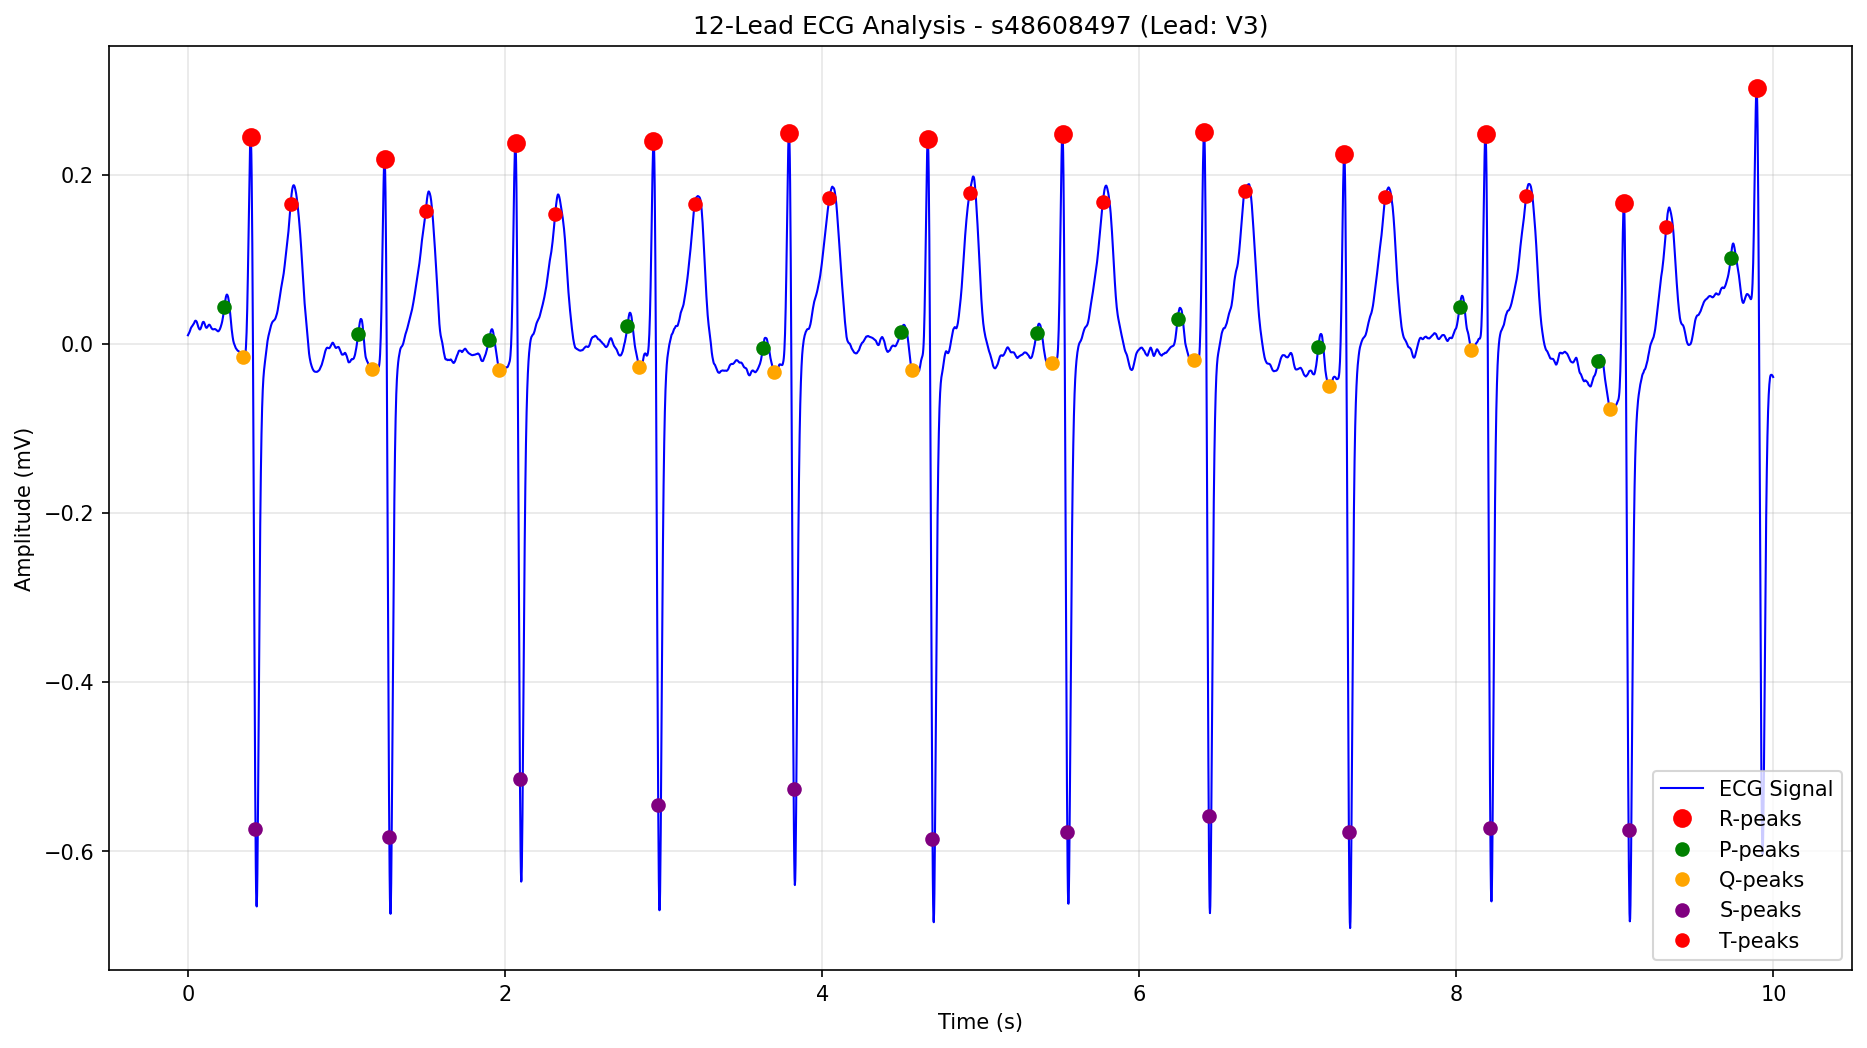 12-Lead ECG Analysis - s48608497 (Lead: V3)
Amplitude (mV)
0.2
0.0
−0.2
−0.4
−0.6
0 2 4 6 8 10
Time (s)
ECG Signal
R-peaks
P-peaks
Q-peaks
S-peaks
T-peaks